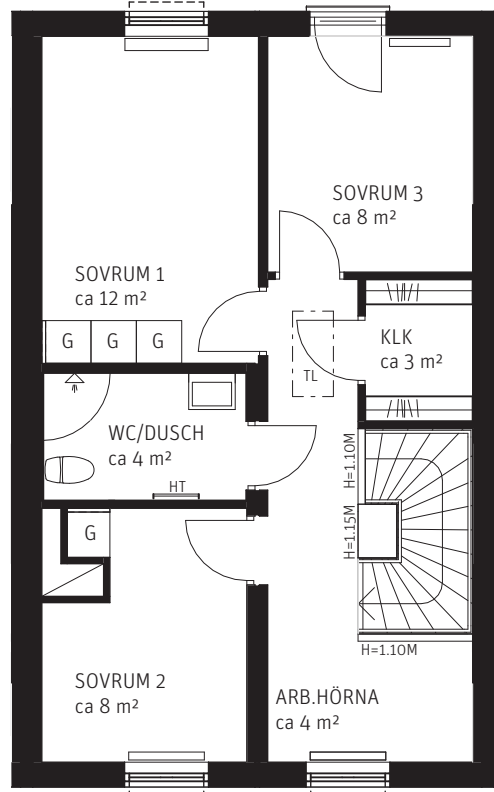 SOVRUM 3
ca 8 m²
SOVRUM 1
ca 12 m²
G G G
TL
KLK
ca 3 m²
WC/DUSCH
ca 4 m²
HT
H=1.10M
H=1.15M
G
H=1.10M
SOVRUM 2
ca 8 m²
ARB.HÖRNA
ca 4 m²